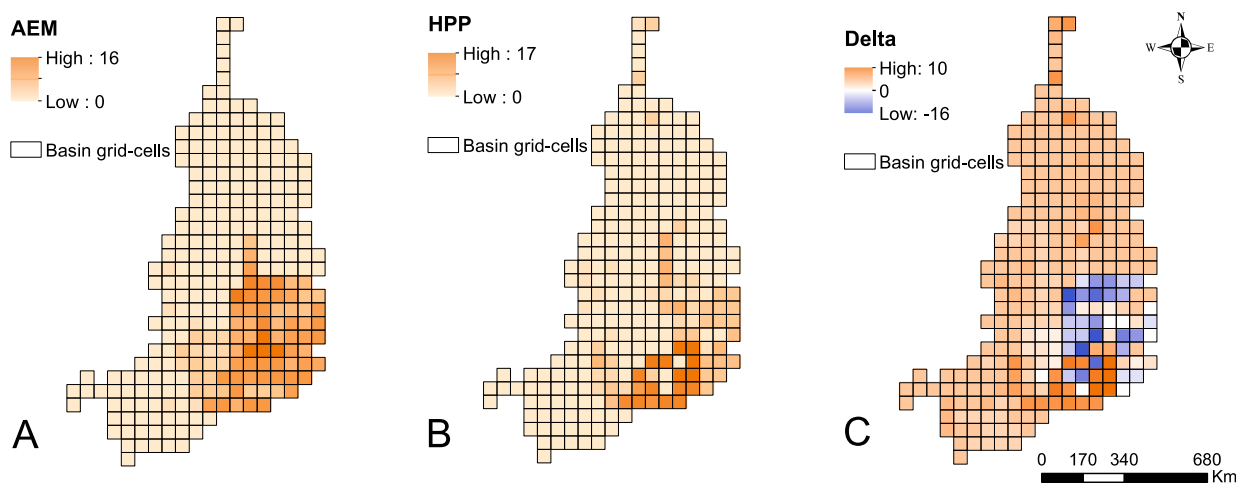 AEM
High : 16
Low : 0
Basin grid-cells
A
HPP
High : 17
Low : 0
Basin grid-cells
B
Delta
High: 10
0
Low: -16
Basin grid-cells
C
N
W E
S
0 170 340 680
Km